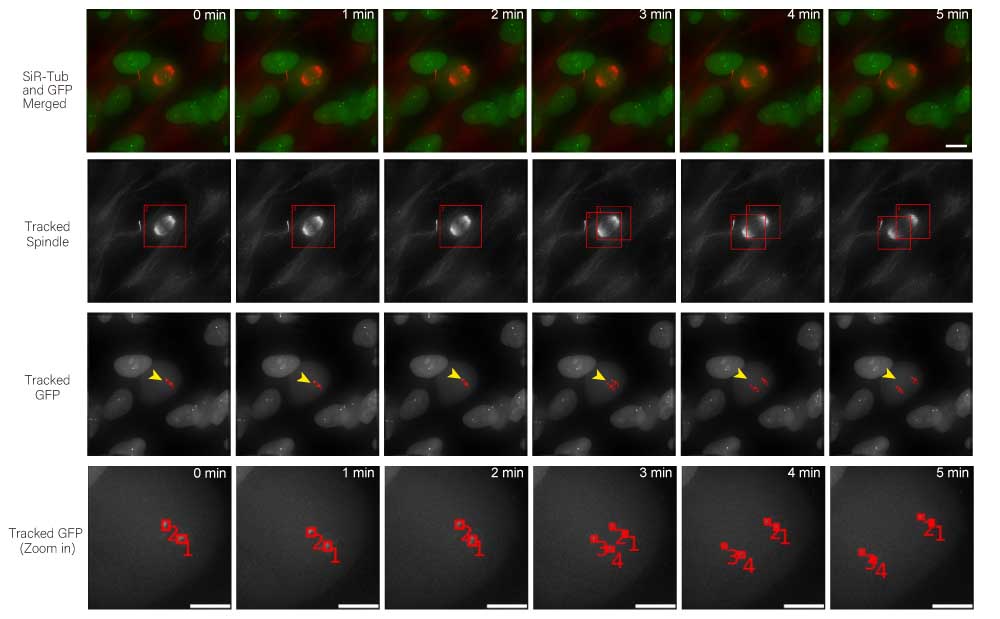 0 min 1 min 2 min 3 min 4 min 5 min
SiR-Tub
and GFP
Merged
Tracked
Spindle
Tracked
GFP
0 min 1 min 2 min 3 min 4 min 5 min
Tracked GFP
(Zoom in)
2 1 2 1 2 1 2 1 3 4 2 1 3 4 2 1 3 4